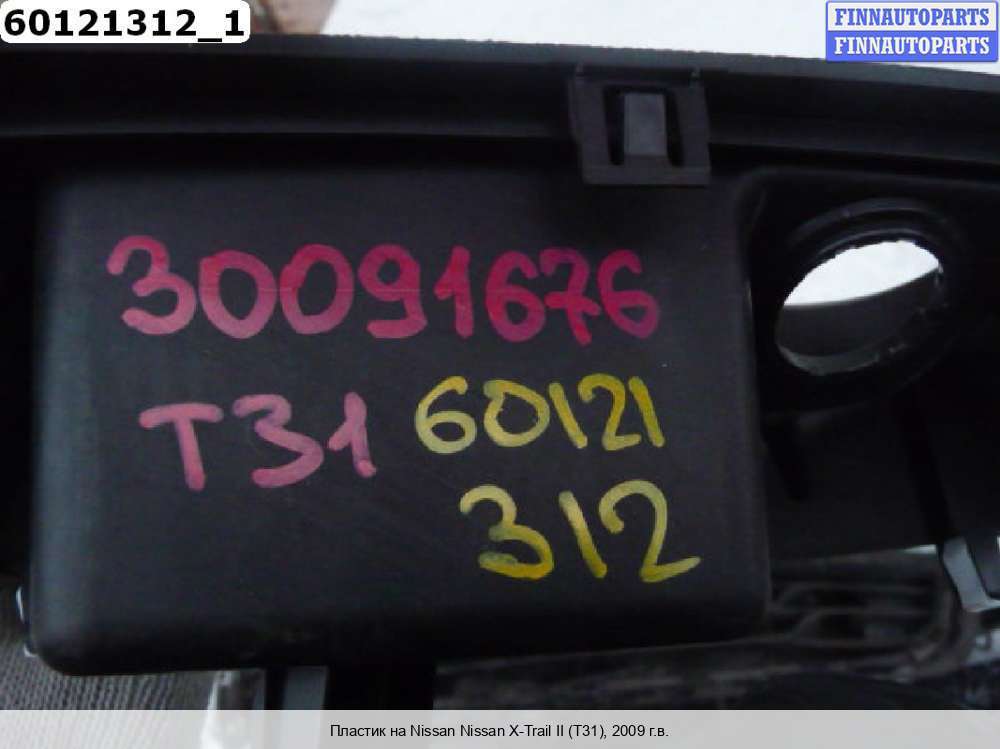 60121312_1
FINNAUTOPARTS
FINNAUTOPARTS
30091676
T31 60121
312
Пластик на Nissan Nissan X-Trail II (T31), 2009 г.в.